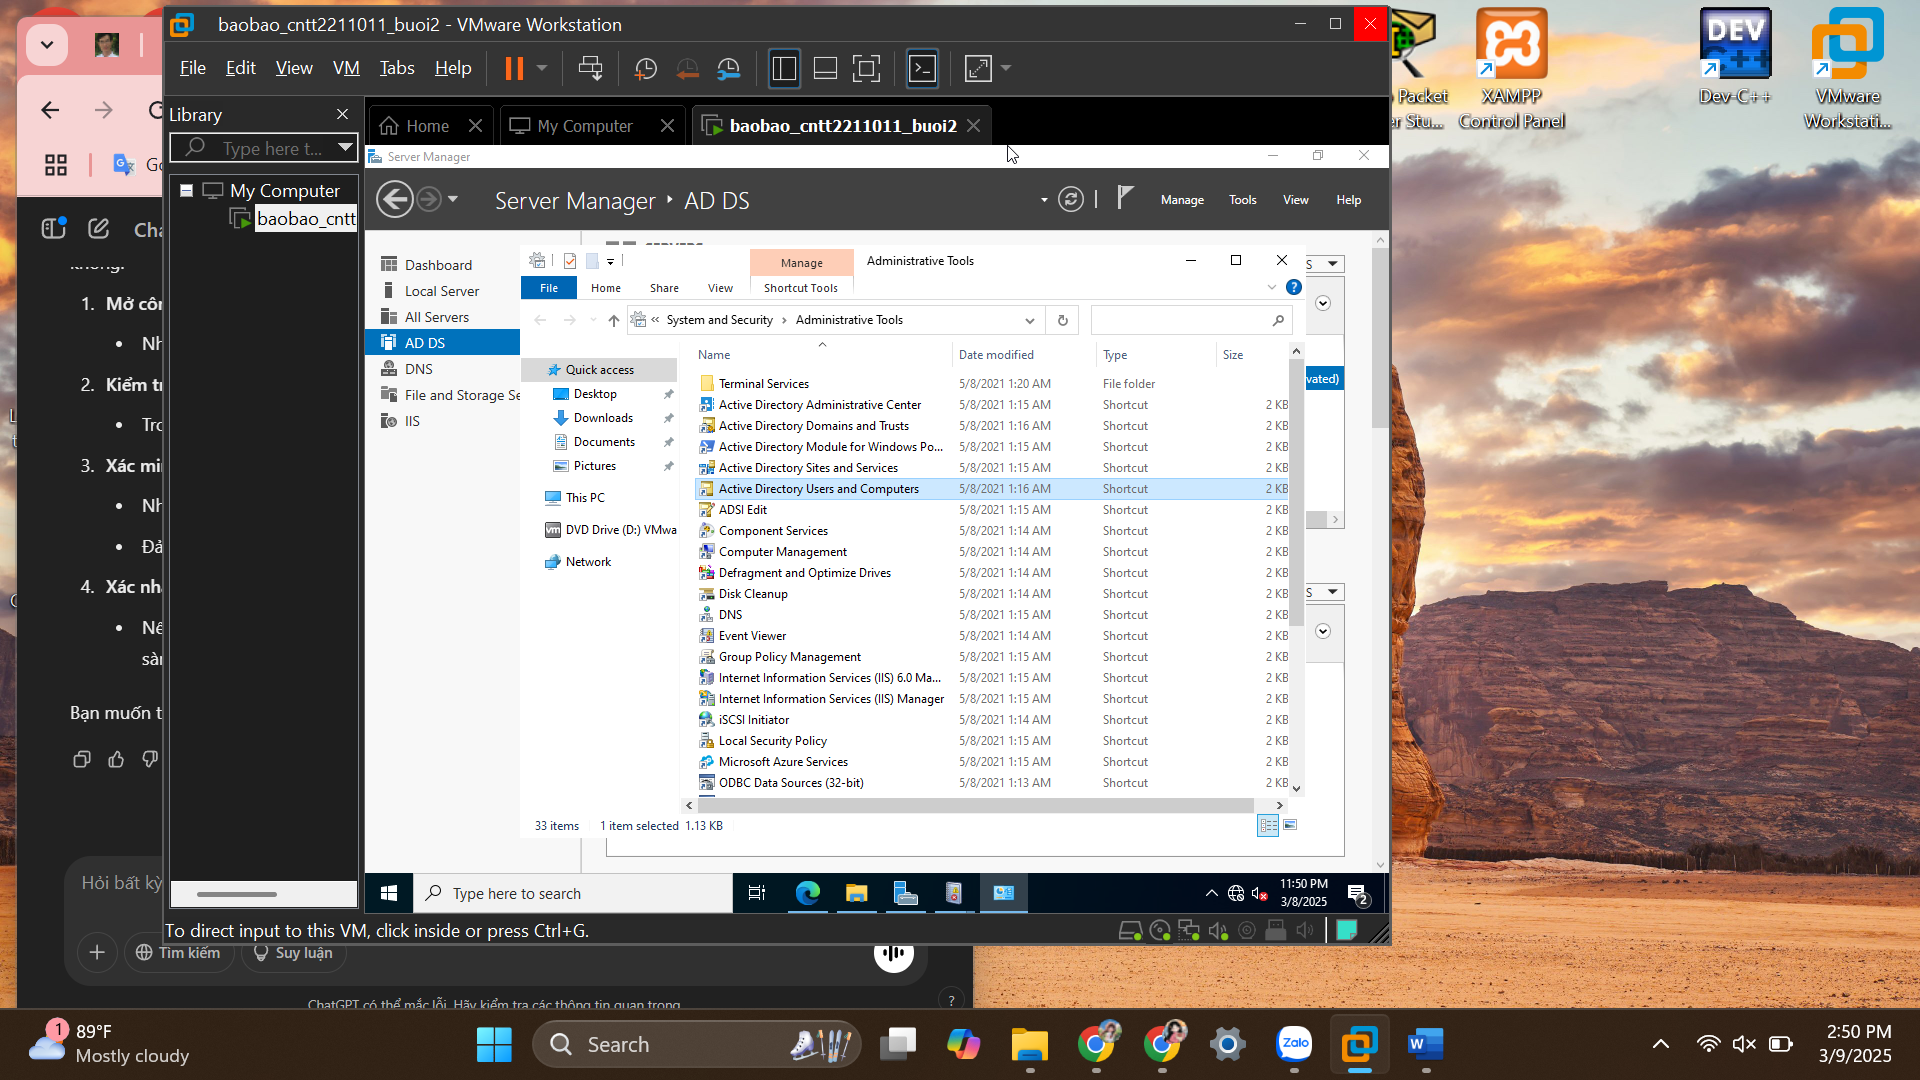 baobao_cntt2211011_buoi2 - VMware Workstation
File Edit View VM Tabs Help
Library
Type here t...
My Computer
baobao_cntt
Home
My Computer
baobao_cntt2211011_buoi2
Server Manager
Server Manager AD DS
Manage Tools View Help
Dashboard
Local Server
All Servers
AD DS
DNS
File and Storage Se
IIS
Manage
Administrative Tools
File Home Share View Shortcut Tools
« System and Security › Administrative Tools
Quick access
Desktop
Downloads
Documents
Pictures
This PC
DVD Drive (D:) VMwa
Network
Name Date modified Type Size
Terminal Services 5/8/2021 1:20 AM File folder
Active Directory Administrative Center 5/8/2021 1:15 AM Shortcut 2 KB
Active Directory Domains and Trusts 5/8/2021 1:16 AM Shortcut 2 KB
Active Directory Module for Windows Po... 5/8/2021 1:15 AM Shortcut 2 KB
Active Directory Sites and Services 5/8/2021 1:15 AM Shortcut 2 KB
Active Directory Users and Computers 5/8/2021 1:16 AM Shortcut 2 KB
ADSI Edit 5/8/2021 1:15 AM Shortcut 2 KB
Component Services 5/8/2021 1:14 AM Shortcut 2 KB
Computer Management 5/8/2021 1:14 AM Shortcut 2 KB
Defragment and Optimize Drives 5/8/2021 1:14 AM Shortcut 2 KB
Disk Cleanup 5/8/2021 1:14 AM Shortcut 2 KB
DNS 5/8/2021 1:15 AM Shortcut 2 KB
Event Viewer 5/8/2021 1:14 AM Shortcut 2 KB
Group Policy Management 5/8/2021 1:15 AM Shortcut 2 KB
Internet Information Services (IIS) 6.0 Ma... 5/8/2021 1:15 AM Shortcut 2 KB
Internet Information Services (IIS) Manager 5/8/2021 1:15 AM Shortcut 2 KB
iSCSI Initiator 5/8/2021 1:14 AM Shortcut 2 KB
Local Security Policy 5/8/2021 1:15 AM Shortcut 2 KB
Microsoft Azure Services 5/8/2021 1:15 AM Shortcut 2 KB
ODBC Data Sources (32-bit) 5/8/2021 1:13 AM Shortcut 2 KB
33 items 1 item selected 1.13 KB
vated)
Type here to search
11:50 PM
3/8/2025
2
To direct input to this VM, click inside or press Ctrl+G.
Go
Cha
1. Mở côn
Nh
2. Kiểm tr
Tro
3. Xác mi
Nh
Đả
4. Xác nhậ
Nế
sàn
Bạn muốn t
Hỏi bất kỳ
Tìm kiếm
Suy luận
ChatGPT có thể mắc lỗi. Hãy kiểm tra các thông tin quan trọng.
?
Packet
er Stu...
XAMPP
Control Panel
DEV
C++
Dev-C++
VMware
Workstati...
1
89°F
Mostly cloudy
Search
Zalo
W
2:50 PM
3/9/2025